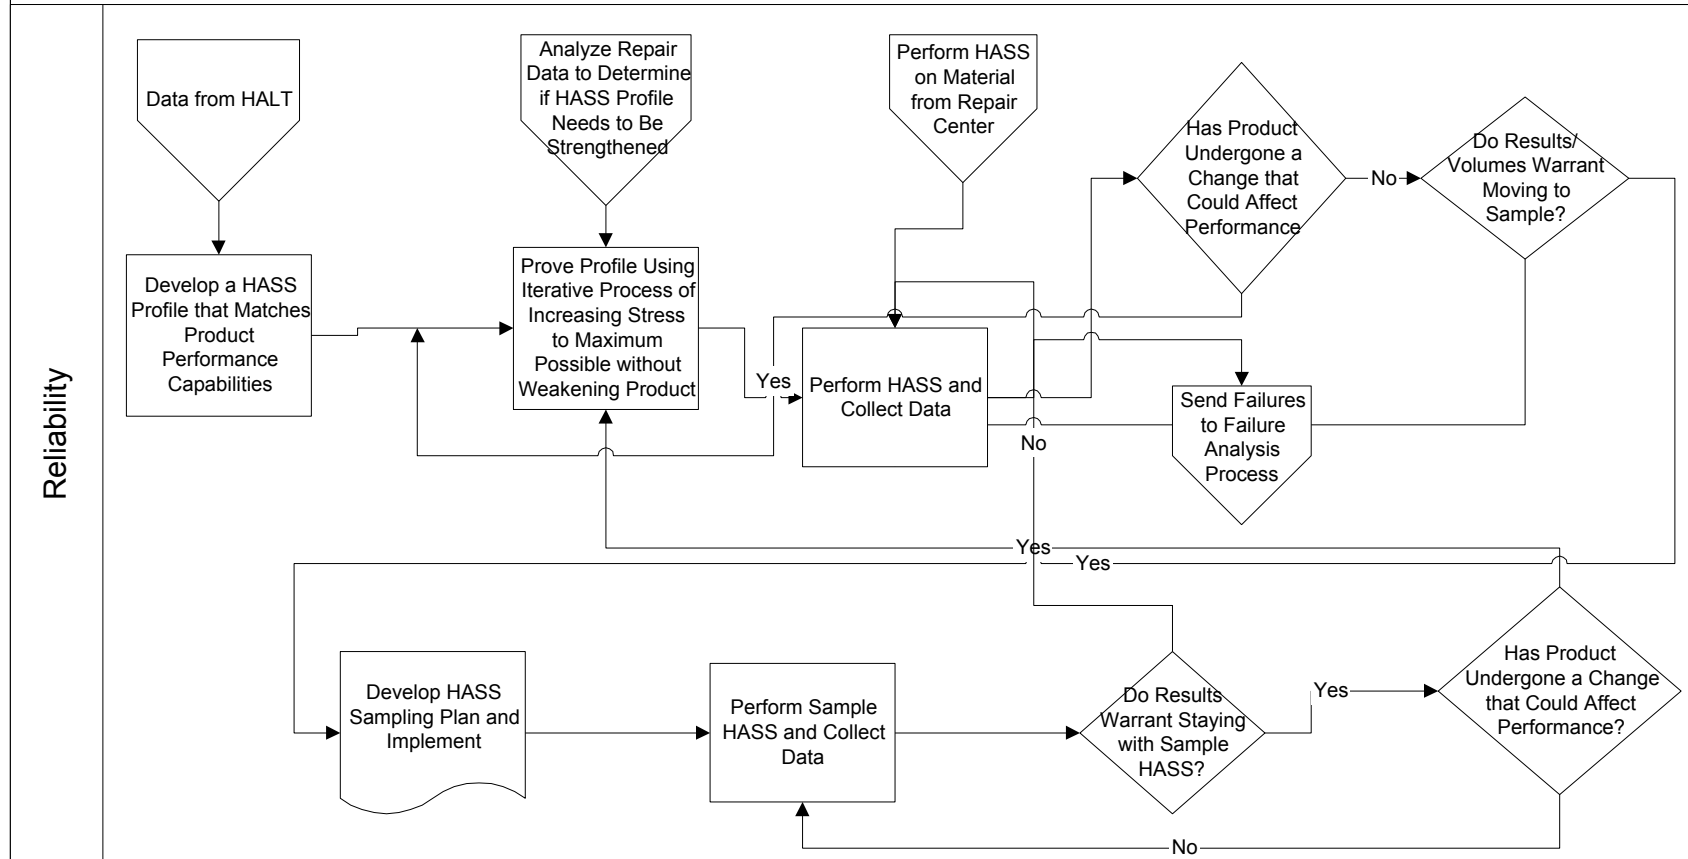 Reliability
Data from HALT
Analyze Repair
Data to Determine
if HASS Profile
Needs to Be
Strengthened
Perform HASS
on Material
from Repair
Center
Has Product
Undergone a
Change that
Could Affect
Performance
No
Do Results/
Volumes Warrant
Moving to
Sample?
Develop a HASS
Profile that Matches
Product
Performance
Capabilities
Prove Profile Using
Iterative Process of
Increasing Stress
to Maximum
Possible without
Weakening Product
Yes
Perform HASS and
Collect Data
Send Failures
to Failure
Analysis
Process
No
Yes
Yes
Develop HASS
Sampling Plan and
Implement
Perform Sample
HASS and Collect
Data
Do Results
Warrant Staying
with Sample
HASS?
Yes
Has Product
Undergone a Change
that Could Affect
Performance?
No